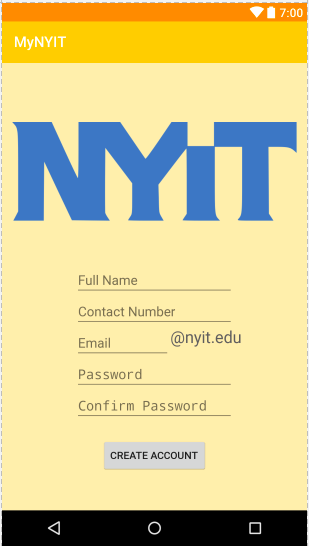 7:00
MyNYIT
NYiT
Full Name
Contact Number
Email @nyit.edu
Password
Confirm Password
CREATE ACCOUNT